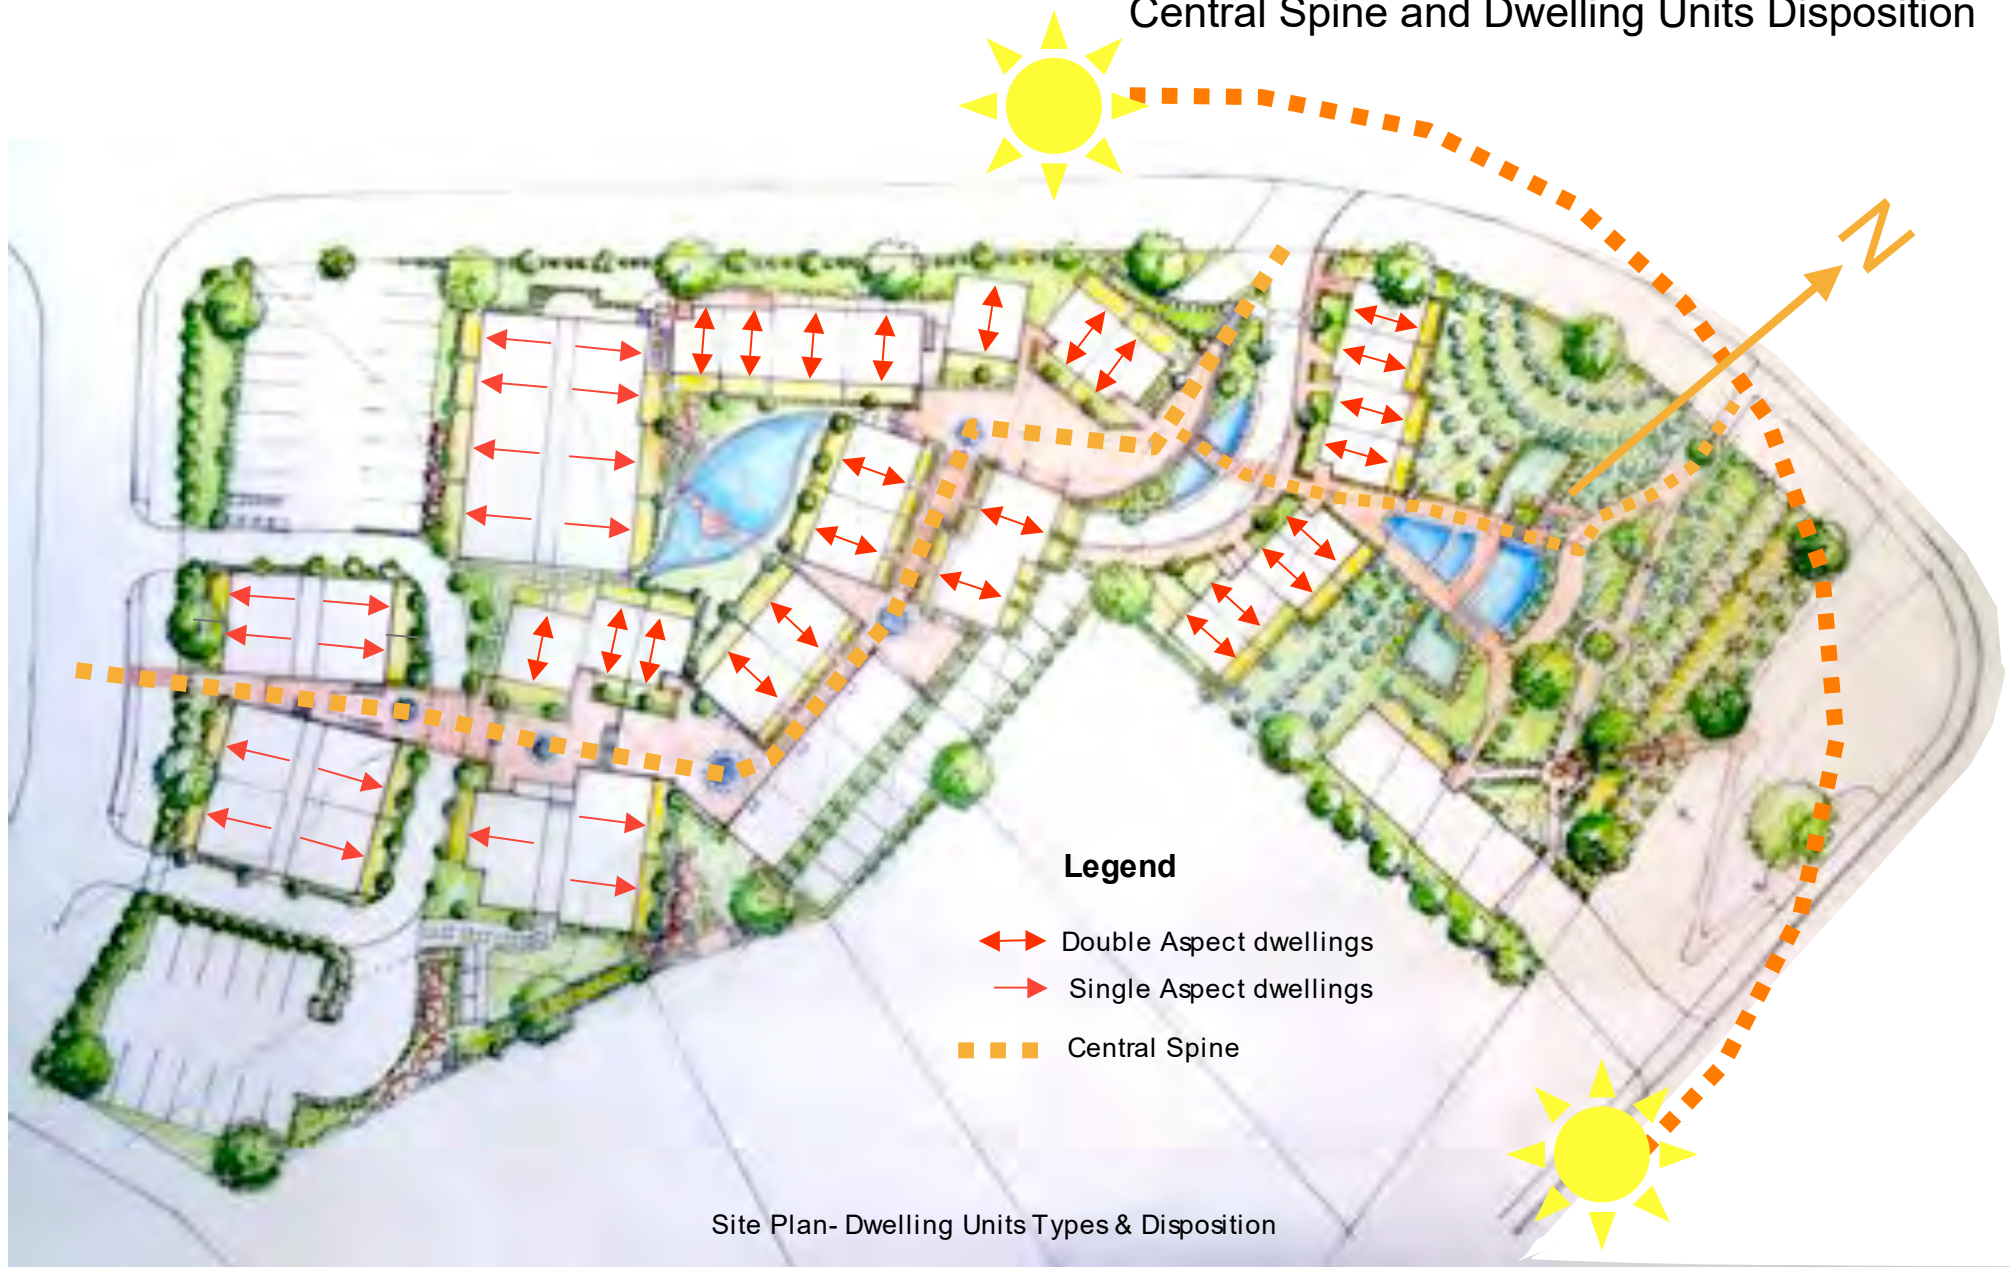 Central Spine and Dwelling Units Disposition
N
Legend
Double Aspect dwellings
Single Aspect dwellings
Central Spine
Site Plan- Dwelling Units Types & Disposition